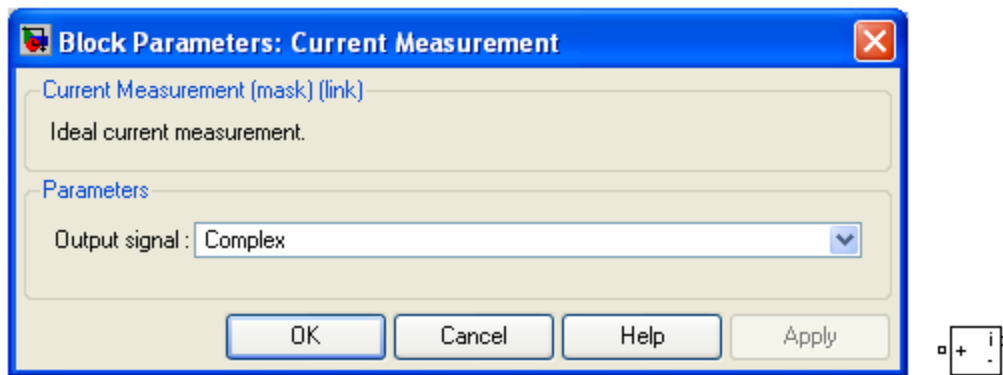 Block Parameters: Current Measurement
Current Measurement (mask) (link)
Ideal current measurement.
Parameters
Output signal : Complex
OK Cancel Help Apply
+ i
-